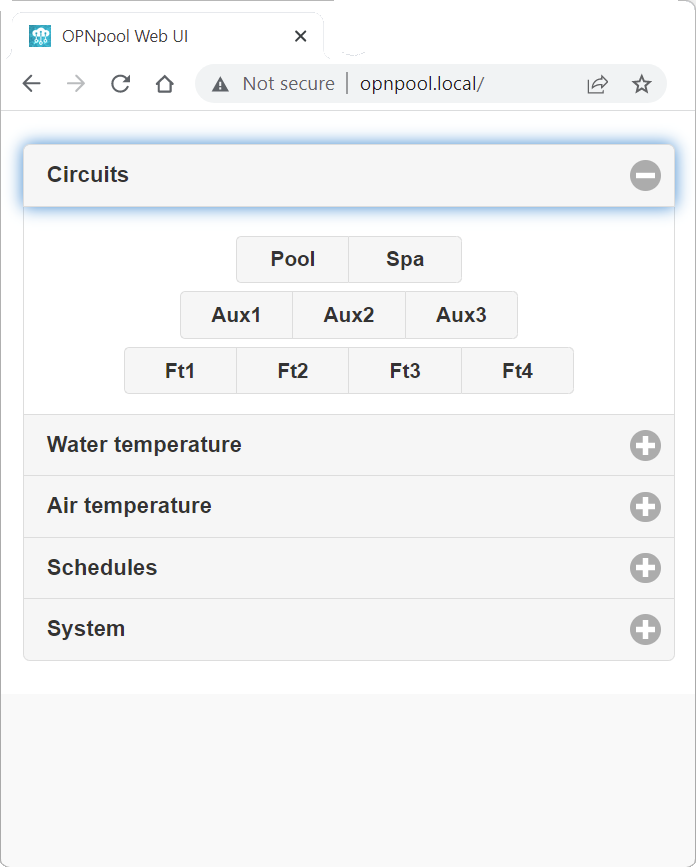 OPNpool Web UI
Not secure | opnpool.local/
Circuits
Pool Spa
Aux1 Aux2 Aux3
Ft1 Ft2 Ft3 Ft4
Water temperature
Air temperature
Schedules
System